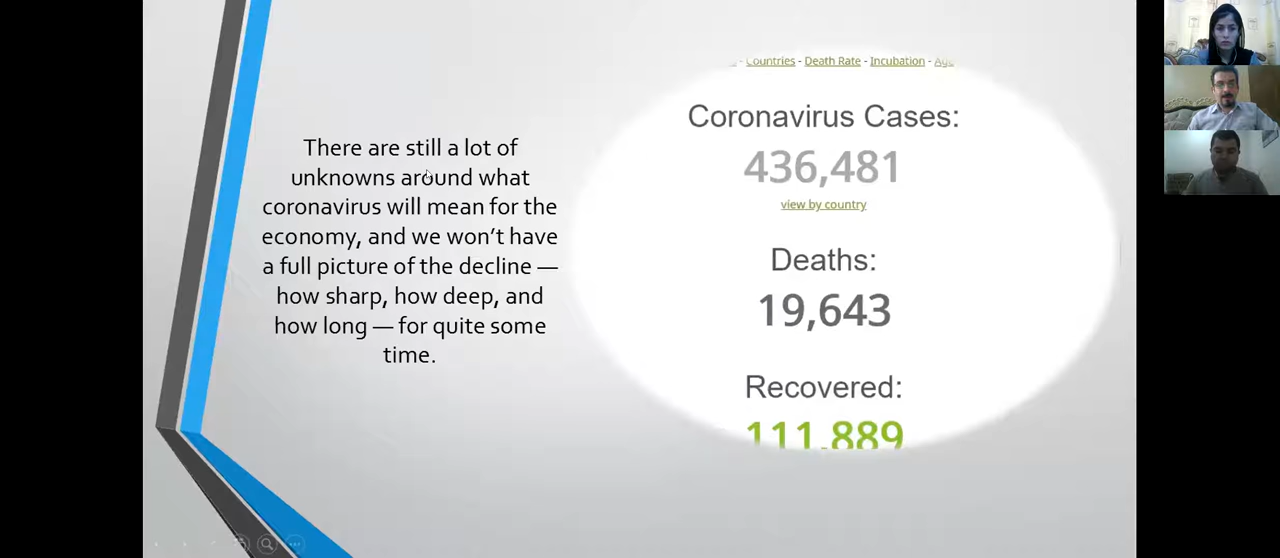 There are still a lot of
unknowns around what
coronavirus will mean for the
economy, and we won’t have
a full picture of the decline —
how sharp, how deep, and
how long — for quite some
time.
- Countries - Death Rate - Incubation - Age
Coronavirus Cases:
436,481
view by country
Deaths:
19,643
Recovered:
111,889